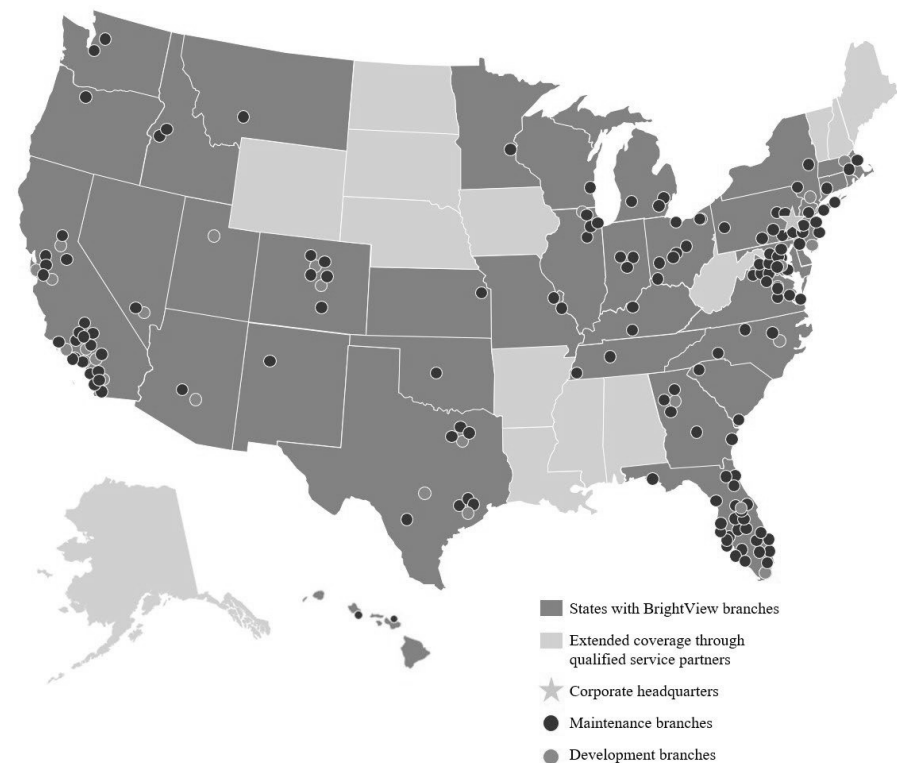 States with BrightView branches
Extended coverage through
qualified service partners
Corporate headquarters
Maintenance branches
Development branches